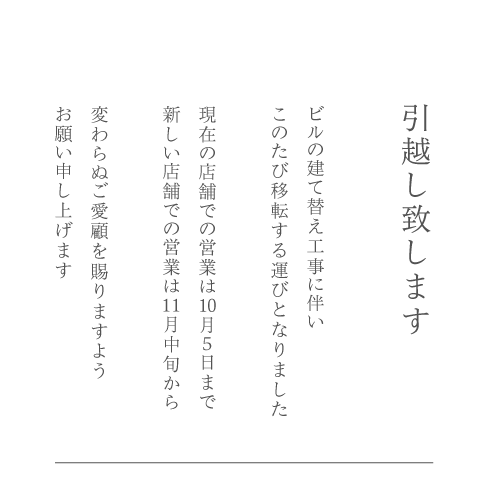 引越し致します
ビルの建て替え工事に伴い
このたび移転する運びとなりました
現在の店舗での営業は10月5日まで
新しい店舗での営業は11月中旬から
変わらぬご愛顧を賜りますよう
お願い申し上げます